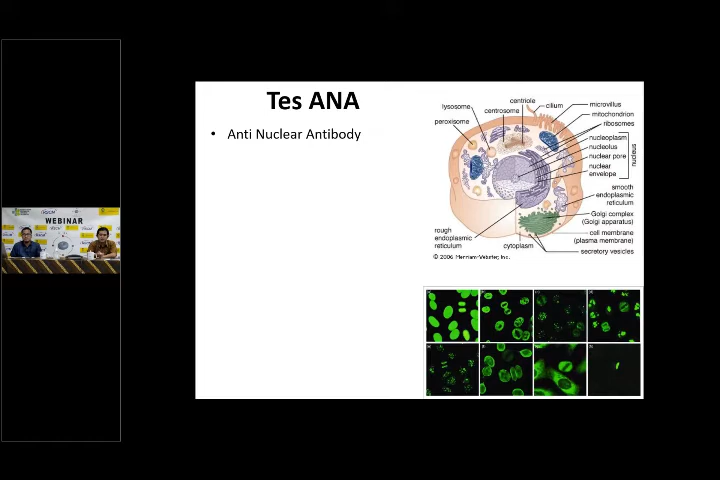 Tes ANA
• Anti Nuclear Antibody
lysosome
centriole
cilium
microvillus
centrosome
mitochondrion
peroxisome
ribosomes
nucleoplasm
nucleolus
nuclear pore
nuclear
envelope
nucleus
smooth
endoplasmic
reticulum
Golgi complex
(Golgi apparatus)
rough
endoplasmic
reticulum
cell membrane
(plasma membrane)
cytoplasm
secretory vesicles
© 2006 Merriam-Webster, Inc.
WEBINAR